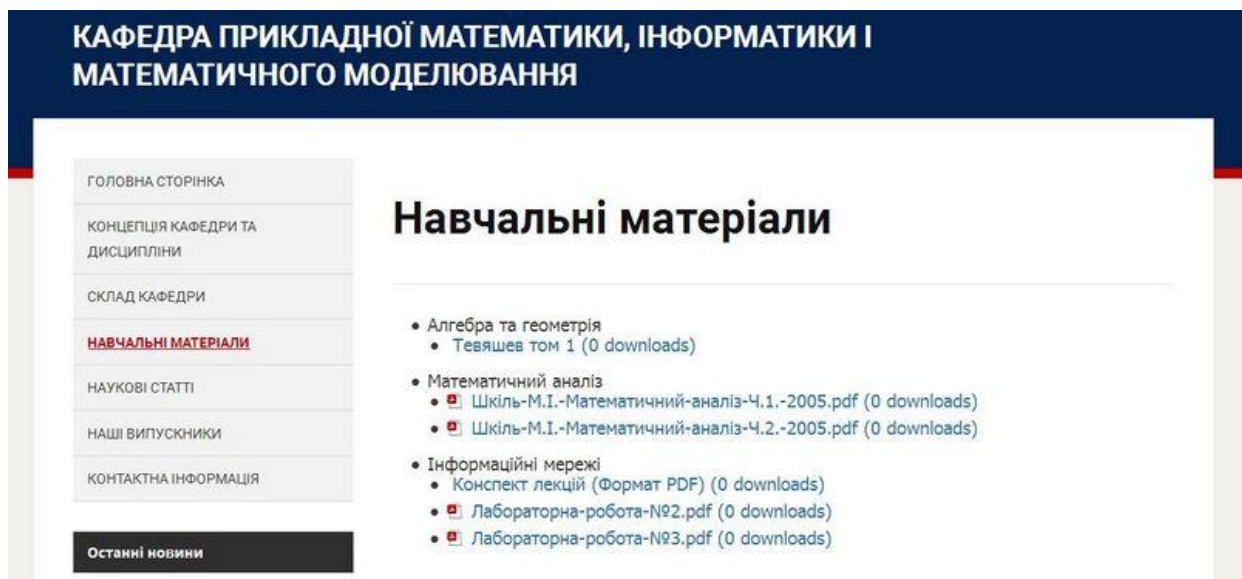 КАФЕДРА ПРИКЛАДНОЇ МАТЕМАТИКИ, ІНФОРМАТИКИ І
МАТЕМАТИЧНОГО МОДЕЛЮВАННЯ
ГОЛОВНА СТОРІНКА
КОНЦЕПЦІЯ КАФЕДРИ ТА
ДИСЦИПЛІНИ
СКЛАД КАФЕДРИ
НАВЧАЛЬНІ МАТЕРІАЛИ
НАУКОВІ СТАТТІ
НАШІ ВИПУСКНИКИ
КОНТАКТНА ІНФОРМАЦІЯ
Останні новини
Навчальні матеріали
• Алгебра та геометрія
• Тевяшев том 1 (0 downloads)
• Математичний аналіз
• Шкіль-М.І.-Математичний-аналіз-Ч.1.-2005.pdf (0 downloads)
• Шкіль-М.І.-Математичний-аналіз-Ч.2.-2005.pdf (0 downloads)
• Інформаційні мережі
• Конспект лекцій (Формат PDF) (0 downloads)
• Лабораторна-робота-№2.pdf (0 downloads)
• Лабораторна-робота-№3.pdf (0 downloads)